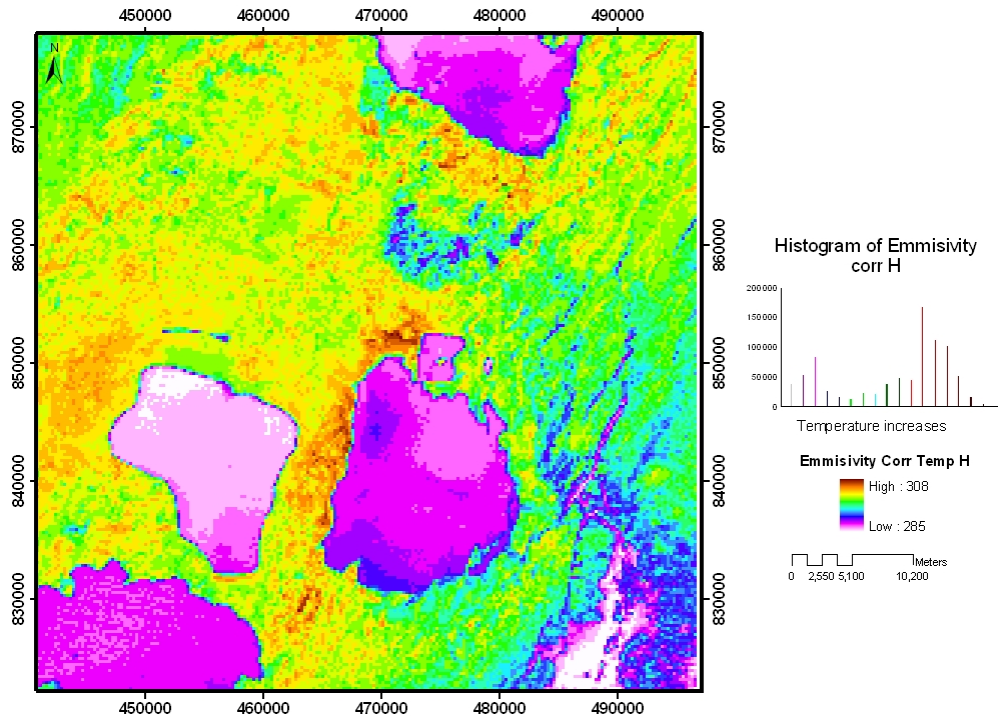 450000 460000 470000 480000 490000
N
870000 870000
860000 860000
850000 850000
840000 840000
830000 830000
450000 460000 470000 480000 490000
Histogram of Emmisivity
corr H
200000
150000
100000
50000
0
Temperature increases
Emmisivity Corr Temp H
High : 308
Low : 285
Meters
0 2,550 5,100 10,200